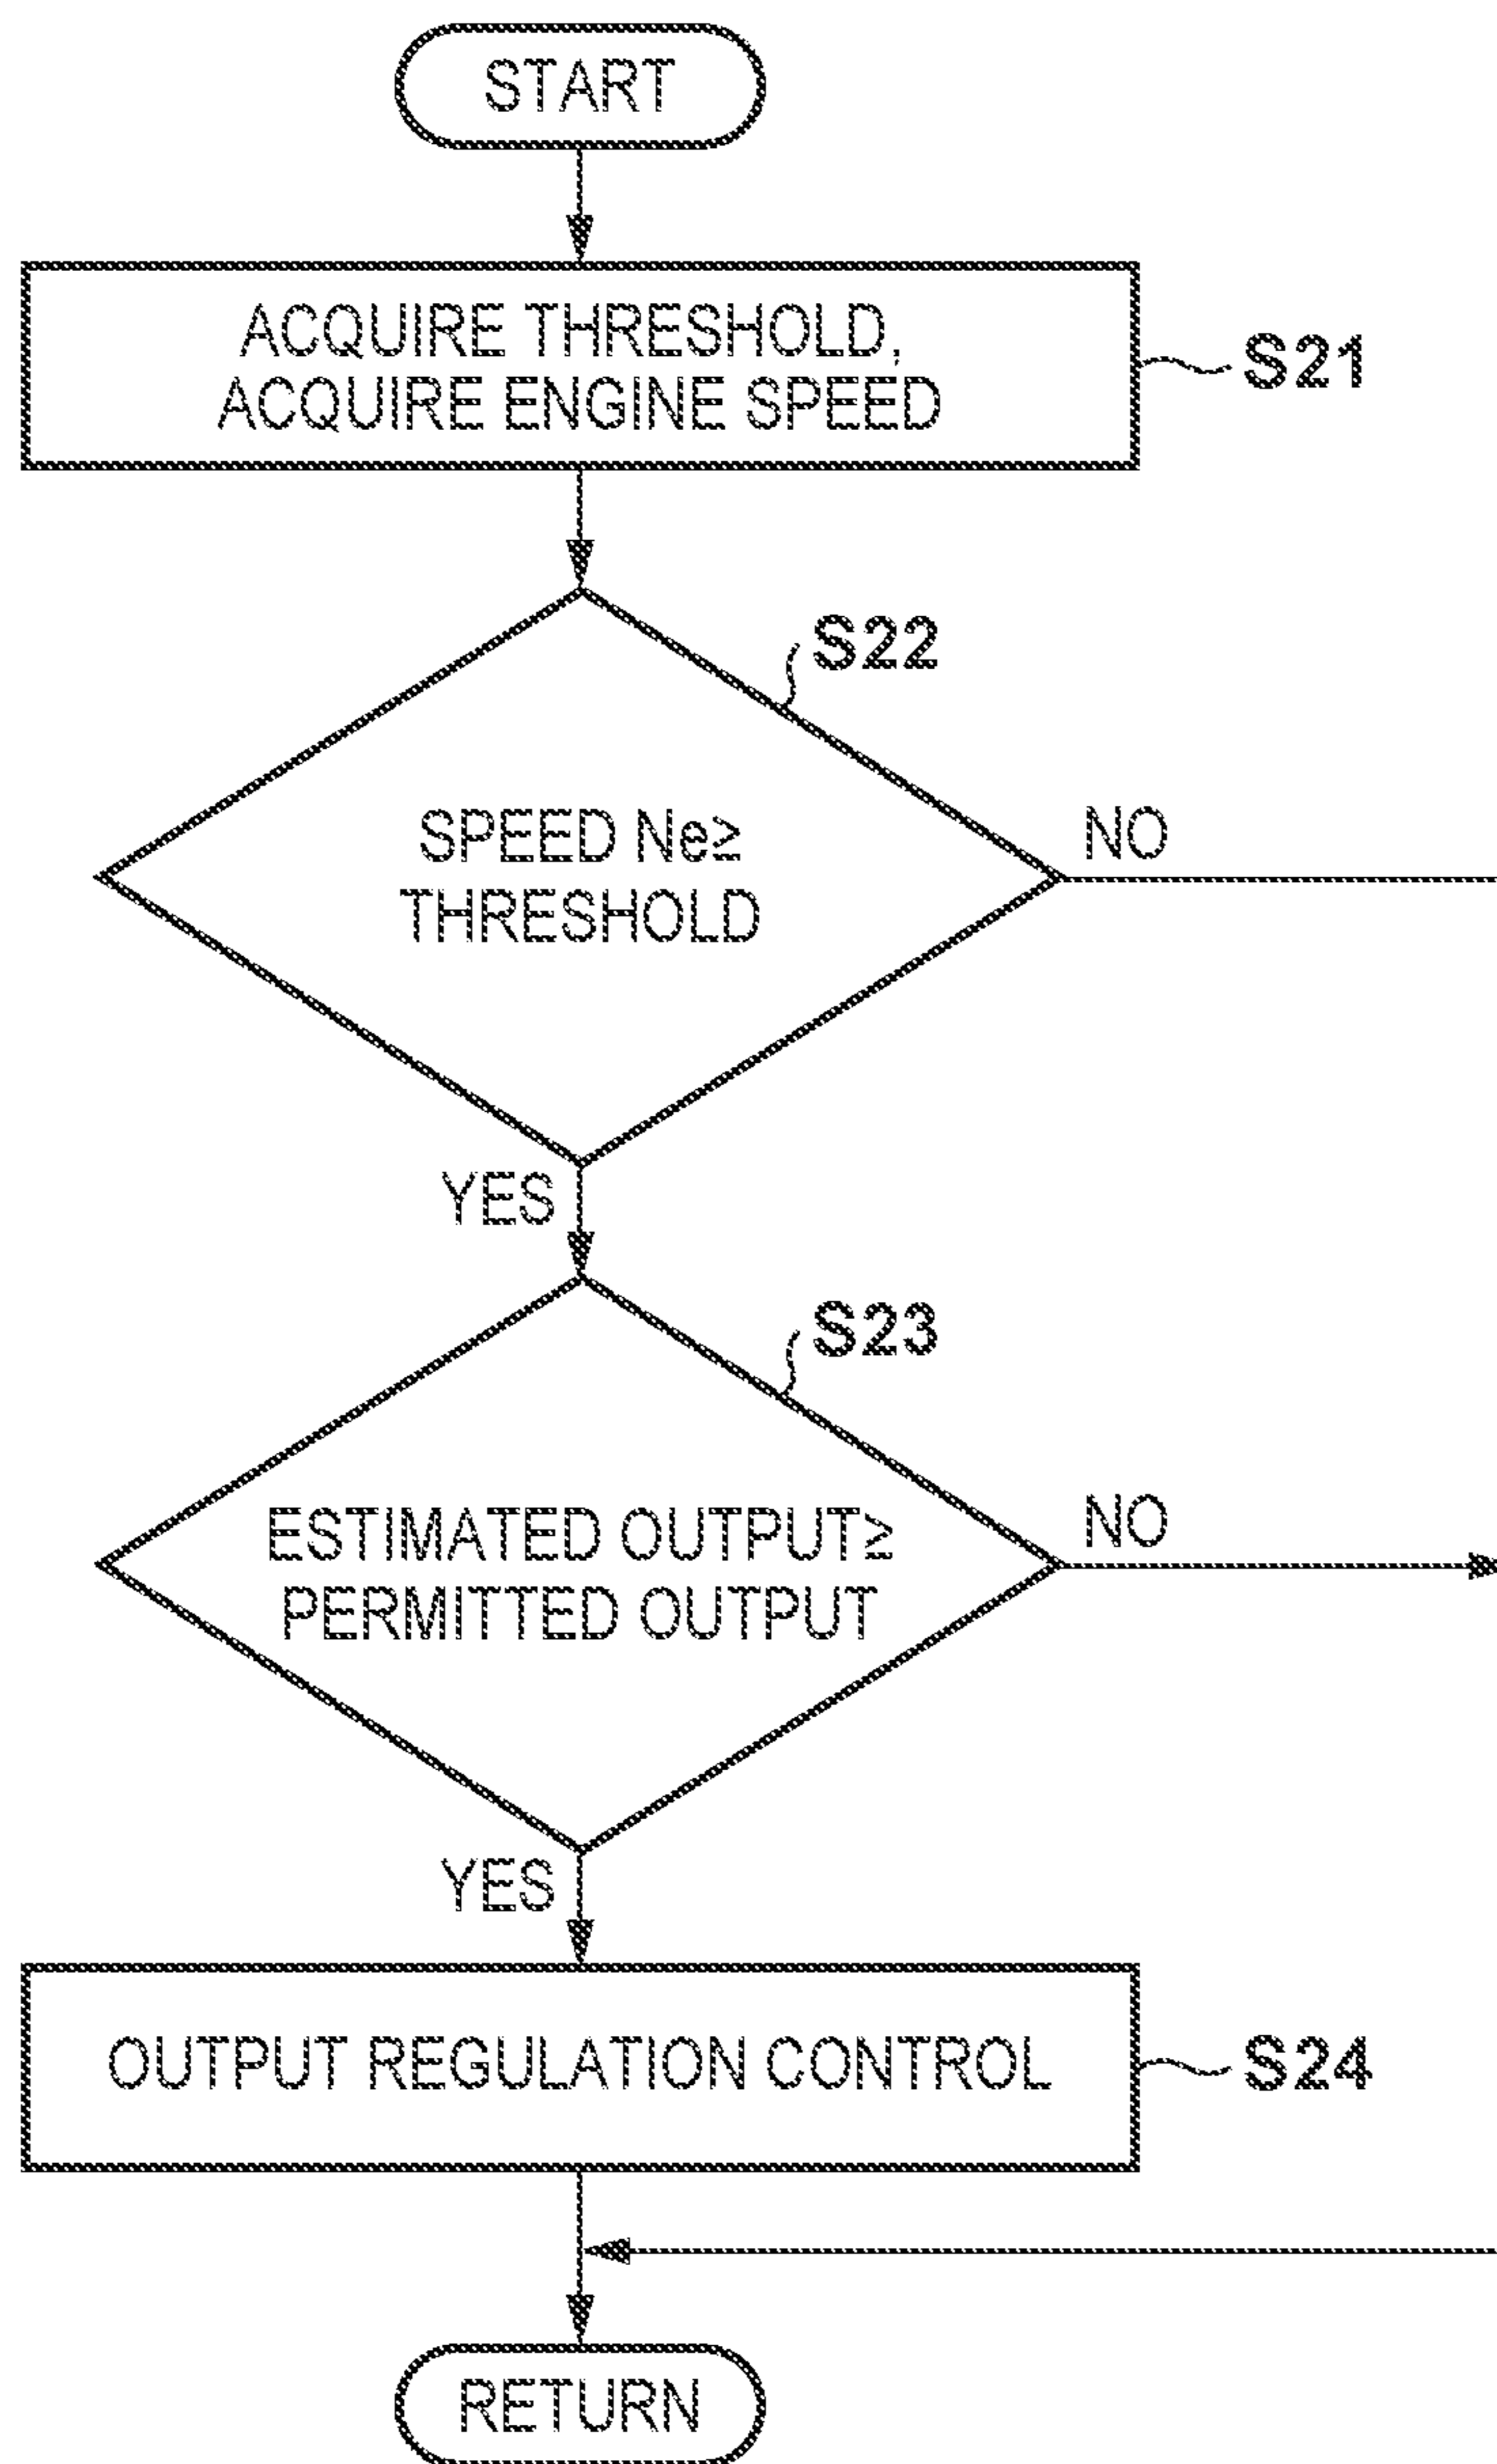 START
ACQUIRE THRESHOLD,
ACQUIRE ENGINE SPEED
S21
S22
SPEED Ne≥
THRESHOLD
NO
YES
S23
ESTIMATED OUTPUT≥
PERMITTED OUTPUT
NO
YES
OUTPUT REGULATION CONTROL
S24
RETURN